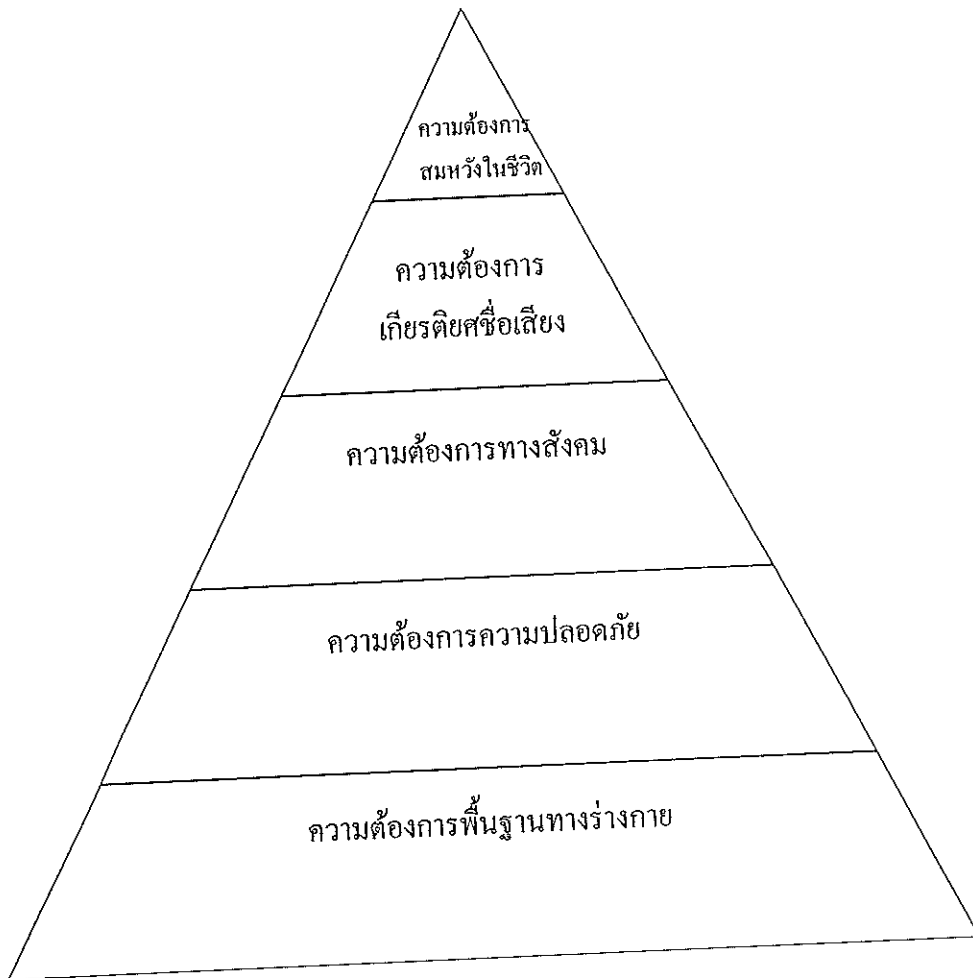 ความต้องการ
สมหวังในชีวิต
ความต้องการ
เกียรติยศชื่อเสียง
ความต้องการทางสังคม
ความต้องการความปลอดภัย
ความต้องการพื้นฐานทางร่างกาย